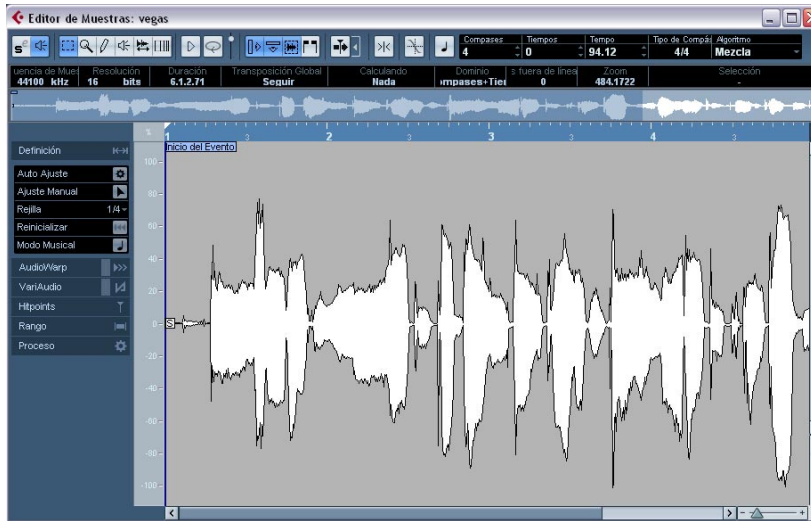 Editor de Muestras: vegas
Compases Tiempos Tempo Tipo de Compás Algoritmo
4 0 94.12 4/4 Mezcla
uencia de Mues Resolución Duración Transposición Global Calculando Dominio s fuera de línea Zoom Selección
44100 kHz 16 bits 6.1.2.71 Seguir Nada mpases+Tie 0 484.1722 -
% 1 3 2 3 3 3 4 3
Inicio del Evento
Definición
Auto Ajuste
Ajuste Manual
Rejilla 1/4
Reinicializar
Modo Musical
AudioWarp
VariAudio
Hitpoints
Rango
Proceso
100
80
60
40
20
0
-20
-40
-60
-80
-100
S